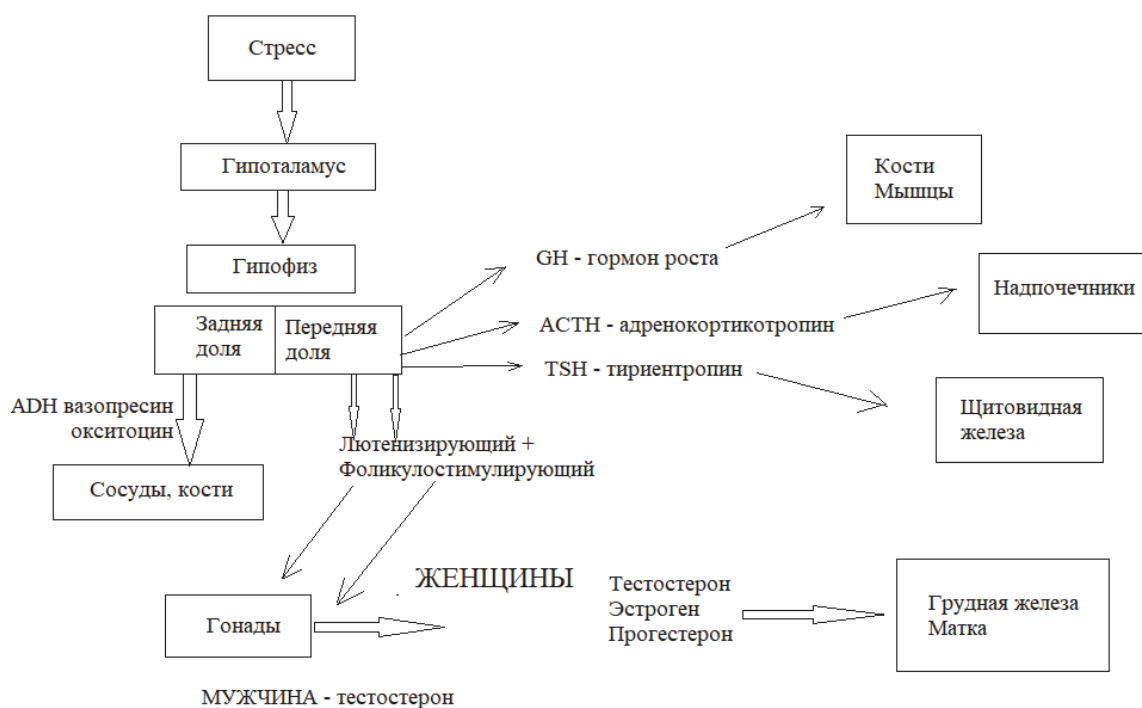 Стресс
Гипоталамус
Гипофиз
Задняя
доля
Передняя
доля
GH - гормон роста
Кости
Мышцы
ACTH - адренокортикотропин
Надпочечники
TSH - тириентропин
Щитовидная
железа
ADH вазопресин
окситоцин
Сосуды, кости
Лютенизирующий +
Фоликулостимулирующий
Гонады
ЖЕНЩИНЫ
Тестостерон
Эстроген
Прогестерон
Грудная железа
Матка
МУЖЧИНА - тестостерон